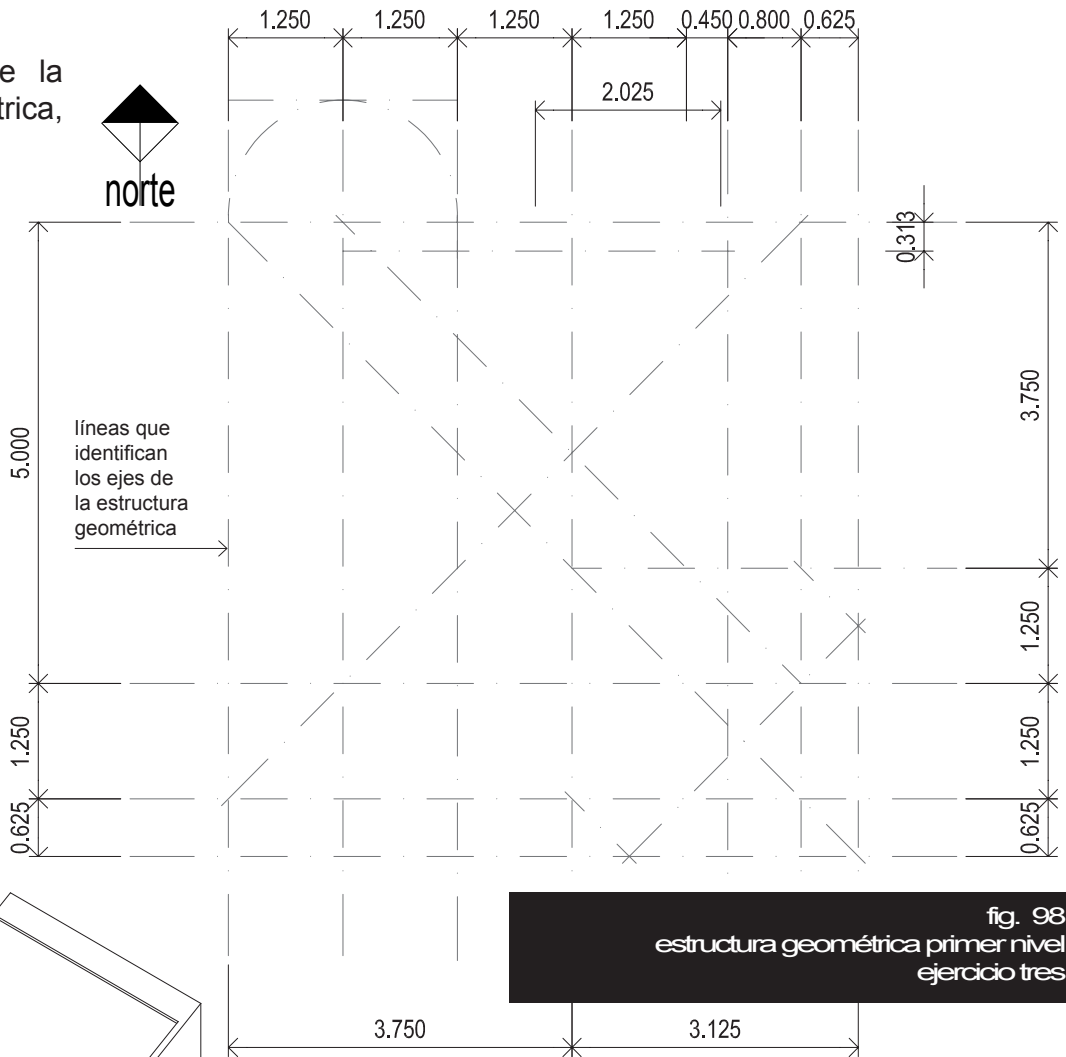 1.250 1.250 1.250 1.250 0.450 0.800 0.625
e la
trica,
2.025
norte
0.313
3.750
5.000
líneas que
identifican
los ejes de
la estructura
geométrica
1.250
1.250
1.250
0.625
0.625
fig. 98
estructura geométrica primer nivel
ejercicio tres
3.750 3.125